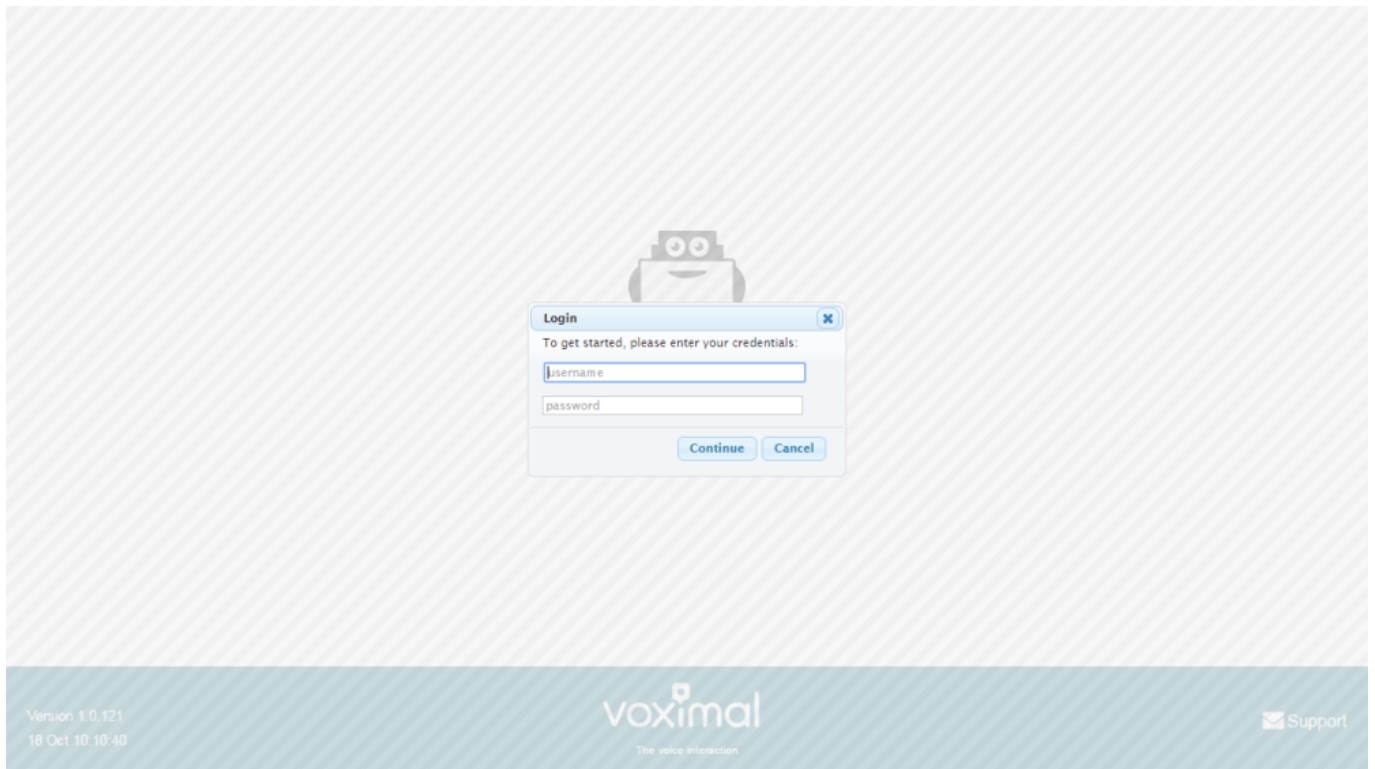 Login
To get started, please enter your credentials:
username
password
Continue Cancel
Version 1.0.121
18 Oct 10:10:40
voximal
The voice interaction
Support